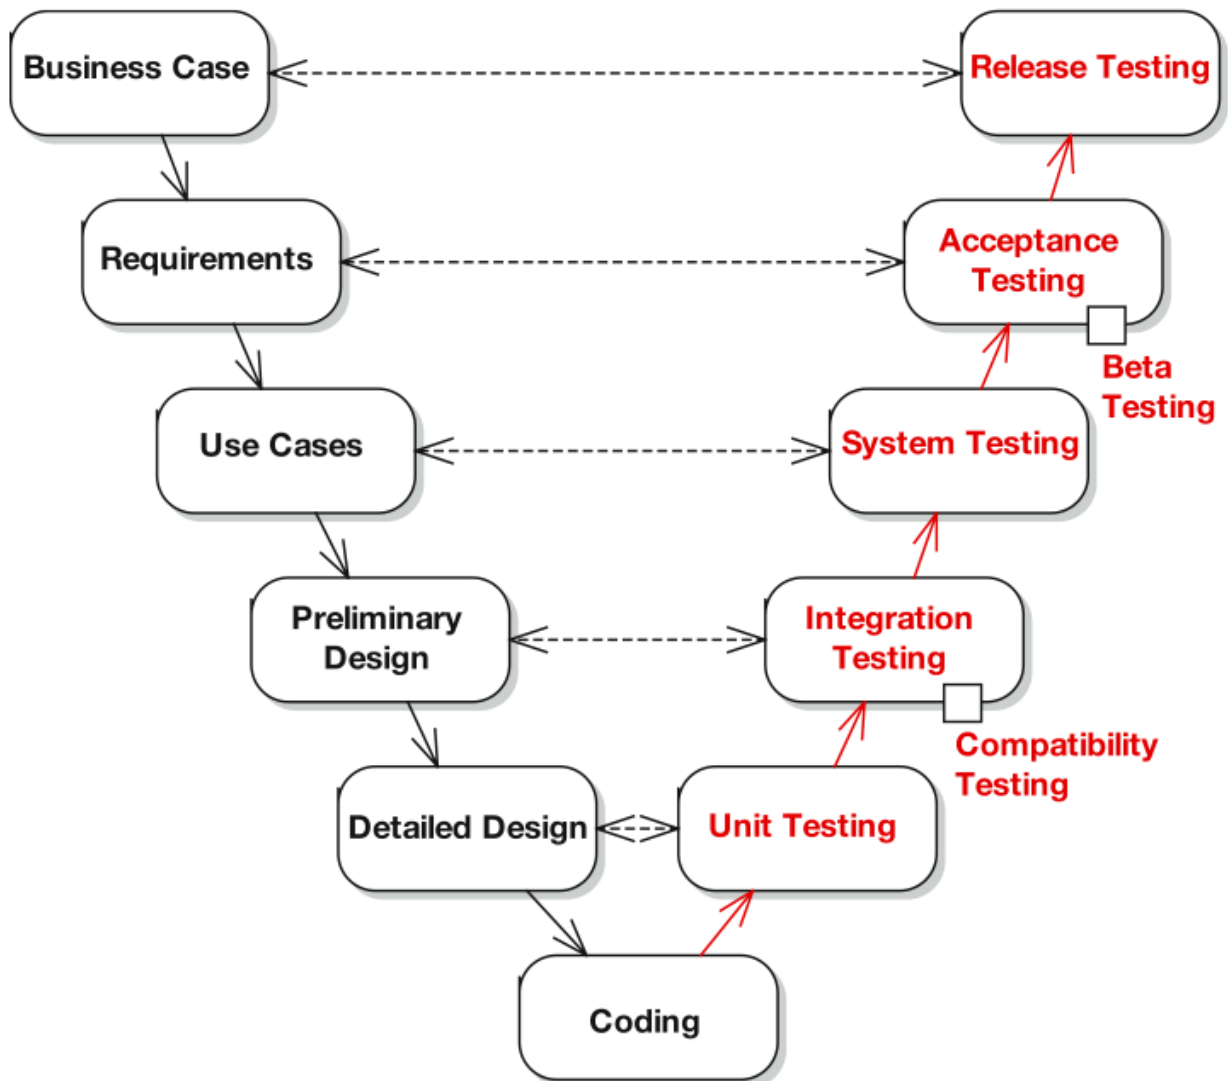 Business Case
Release Testing
Requirements
Acceptance
Testing
Beta
Testing
Use Cases
System Testing
Preliminary
Design
Integration
Testing
Compatibility
Testing
Detailed Design
Unit Testing
Coding